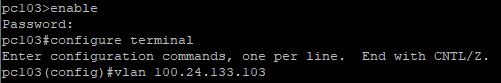 pc103>enable
Password:
pc103#configure terminal
Enter configuration commands, one per line.  End with CNTL/Z.
pc103(config)#vlan 100.24.133.103